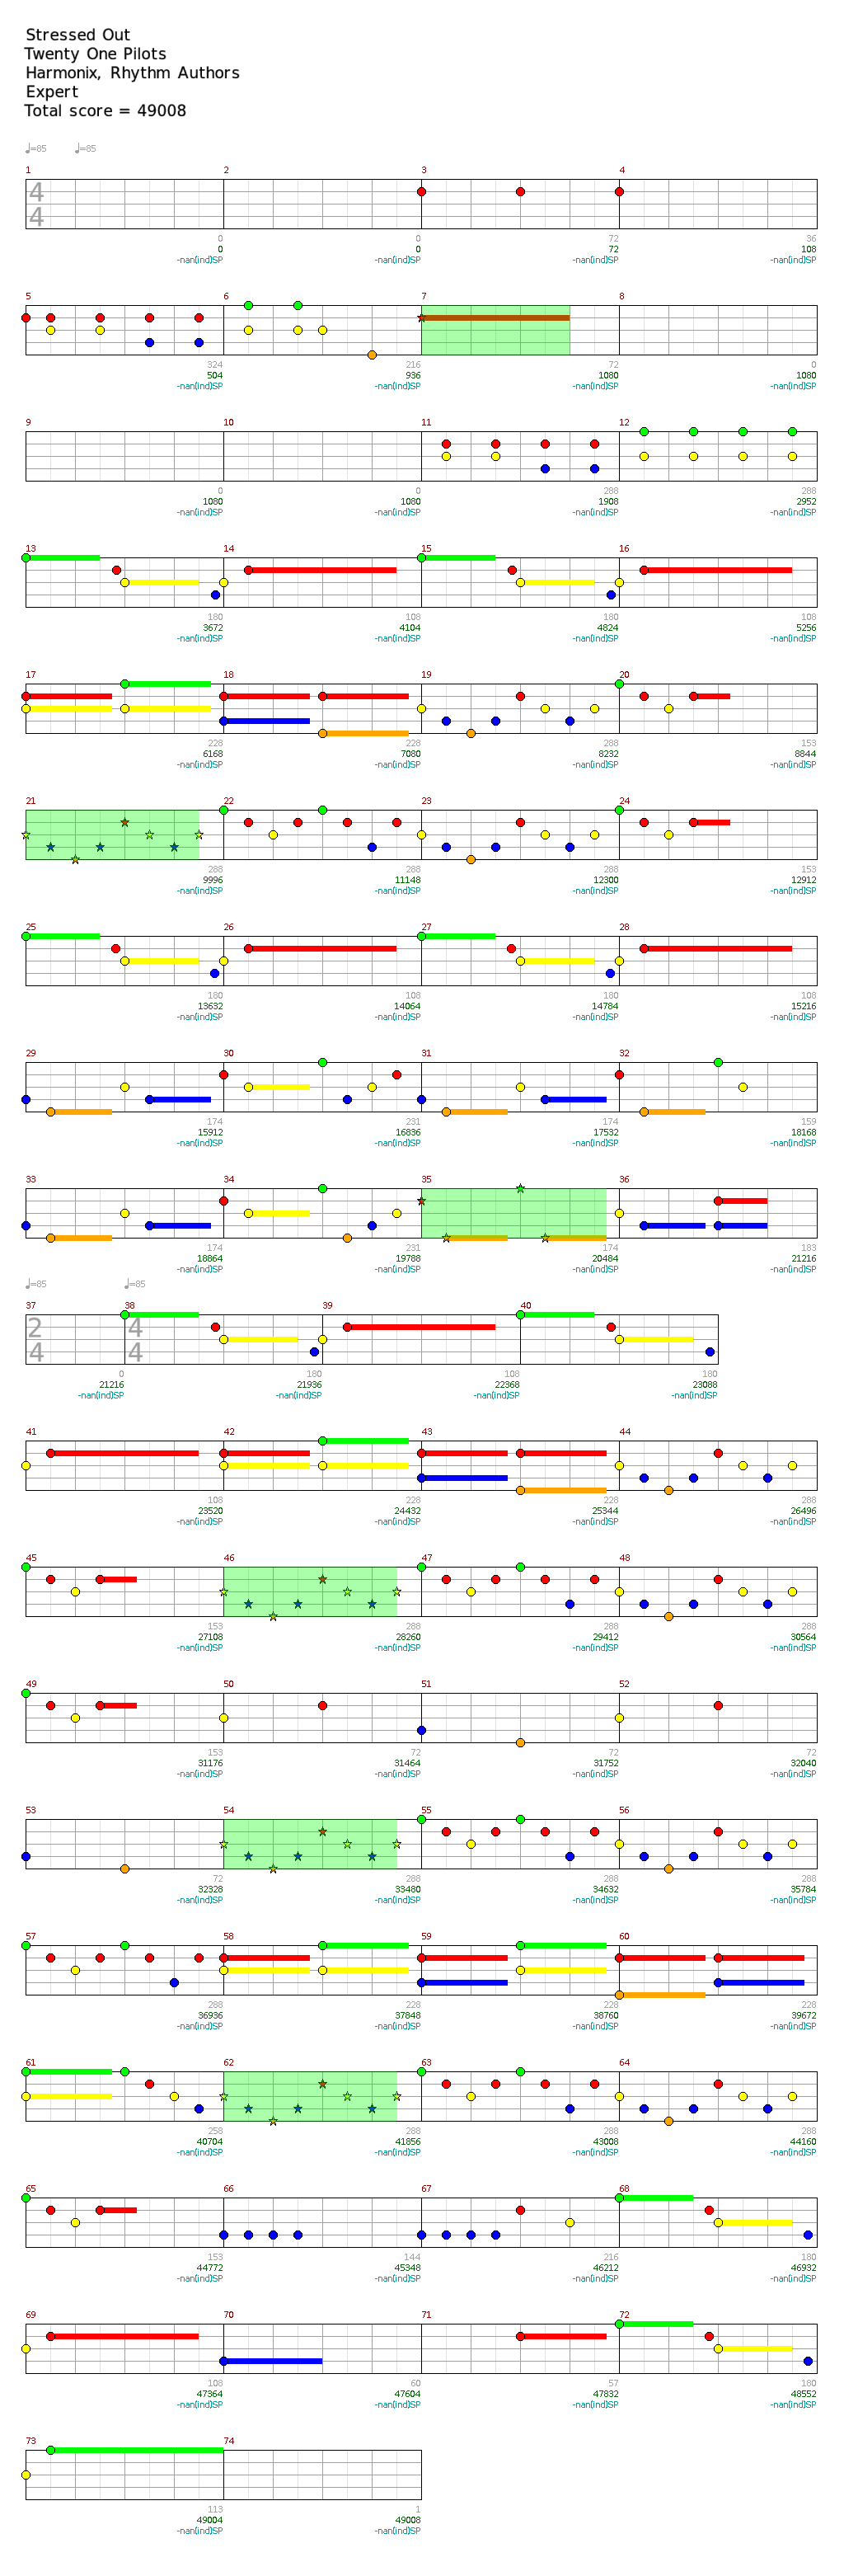 Stressed Out
Twenty One Pilots
Harmonix, Rhythm Authors
Expert
Total score = 49008
♩=85 ♩=85
1 2 3 4
4
4
0 0 72 36
0 0 72 108
-nan(ind)SP -nan(ind)SP -nan(ind)SP -nan(ind)SP
5 6 7 8
324 216 72 0
504 936 1080 1080
-nan(ind)SP -nan(ind)SP -nan(ind)SP -nan(ind)SP
9 10 11 12
0 0 288 288
1080 1080 1908 2952
-nan(ind)SP -nan(ind)SP -nan(ind)SP -nan(ind)SP
13 14 15 16
180 108 180 108
3672 4104 4824 5256
-nan(ind)SP -nan(ind)SP -nan(ind)SP -nan(ind)SP
17 18 19 20
228 228 288 153
6168 7080 8232 8844
-nan(ind)SP -nan(ind)SP -nan(ind)SP -nan(ind)SP
21 22 23 24
288 288 288 153
9996 11148 12300 12912
-nan(ind)SP -nan(ind)SP -nan(ind)SP -nan(ind)SP
25 26 27 28
180 108 180 108
13632 14064 14784 15216
-nan(ind)SP -nan(ind)SP -nan(ind)SP -nan(ind)SP
29 30 31 32
174 231 174 159
15912 16836 17532 18168
-nan(ind)SP -nan(ind)SP -nan(ind)SP -nan(ind)SP
33 34 35 36
174 231 174 183
18864 19788 20484 21216
-nan(ind)SP -nan(ind)SP -nan(ind)SP -nan(ind)SP
♩=85 ♩=85
37 38 39 40
2 4
4 4
0 180 108 180
21216 21936 22368 23088
-nan(ind)SP -nan(ind)SP -nan(ind)SP -nan(ind)SP
41 42 43 44
108 228 228 288
23520 24432 25344 26496
-nan(ind)SP -nan(ind)SP -nan(ind)SP -nan(ind)SP
45 46 47 48
153 288 288 288
27108 28260 29412 30564
-nan(ind)SP -nan(ind)SP -nan(ind)SP -nan(ind)SP
49 50 51 52
153 72 72 72
31176 31464 31752 32040
-nan(ind)SP -nan(ind)SP -nan(ind)SP -nan(ind)SP
53 54 55 56
72 288 288 288
32328 33480 34632 35784
-nan(ind)SP -nan(ind)SP -nan(ind)SP -nan(ind)SP
57 58 59 60
288 228 228 228
36936 37848 38760 39672
-nan(ind)SP -nan(ind)SP -nan(ind)SP -nan(ind)SP
61 62 63 64
258 288 288 288
40704 41856 43008 44160
-nan(ind)SP -nan(ind)SP -nan(ind)SP -nan(ind)SP
65 66 67 68
153 144 216 180
44772 45348 46212 46932
-nan(ind)SP -nan(ind)SP -nan(ind)SP -nan(ind)SP
69 70 71 72
108 60 57 180
47364 47604 47832 48552
-nan(ind)SP -nan(ind)SP -nan(ind)SP -nan(ind)SP
73 74
113 1
49004 49008
-nan(ind)SP -nan(ind)SP